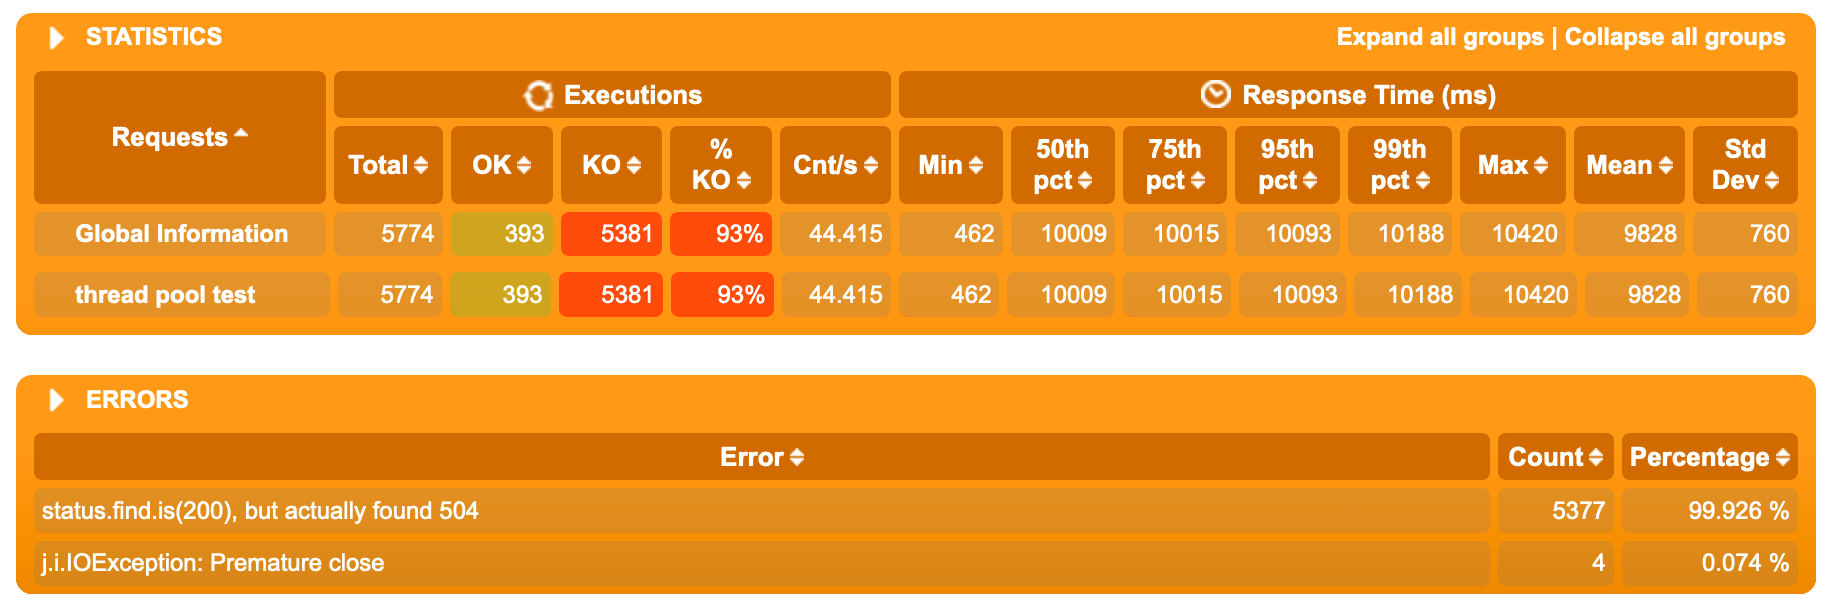 STATISTICS
Expand all groups | Collapse all groups
Requests
Executions
Response Time (ms)
Total OK KO % KO Cnt/s Min 50th pct 75th pct 95th pct 99th pct Max Mean Std Dev
Global Information 5774 393 5381 93% 44.415 462 10009 10015 10093 10188 10420 9828 760
thread pool test 5774 393 5381 93% 44.415 462 10009 10015 10093 10188 10420 9828 760
ERRORS
Error Count Percentage
status.find.is(200), but actually found 504 5377 99.926 %
j.i.IOException: Premature close 4 0.074 %